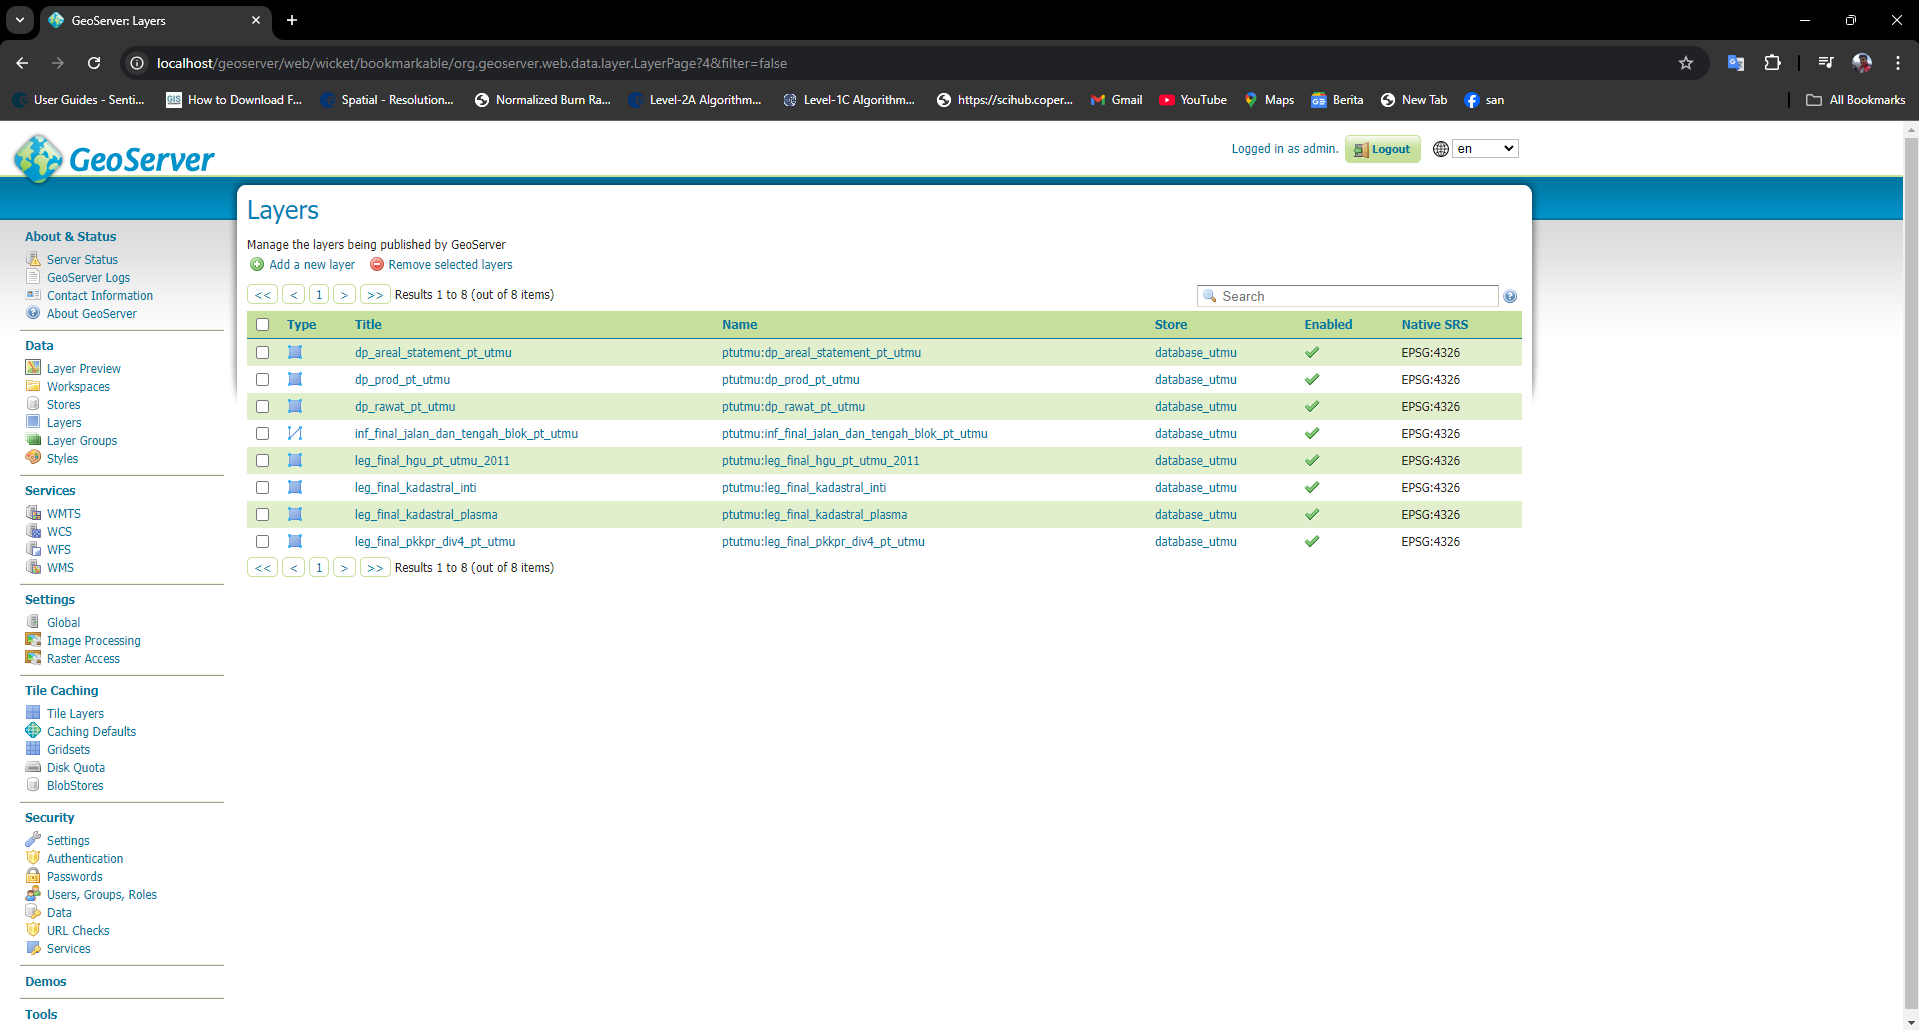 GeoServer: Layers
localhost/geoserver/web/wicket/bookmarkable/org.geoserver.web.data.layer.LayerPage?4&filter=false
User Guides - Senti... GIS How to Download F... Spatial - Resolution... Normalized Burn Ra... Level-2A Algorithm... Level-1C Algorithm... https://scihub.coper... Gmail YouTube Maps Berita New Tab san All Bookmarks
GeoServer
Logged in as admin. Logout en
About & Status
Server Status
GeoServer Logs
Contact Information
About GeoServer
Data
Layer Preview
Workspaces
Stores
Layers
Layer Groups
Styles
Services
WMTS
WCS
WFS
WMS
Settings
Global
Image Processing
Raster Access
Tile Caching
Tile Layers
Caching Defaults
Gridsets
Disk Quota
BlobStores
Security
Settings
Authentication
Passwords
Users, Groups, Roles
Data
URL Checks
Services
Demos
Tools
Layers
Manage the layers being published by GeoServer
Add a new layer Remove selected layers
<< < 1 > >> Results 1 to 8 (out of 8 items) Search
Type Title Name Store Enabled Native SRS
dp_areal_statement_pt_utmu ptutmu:dp_areal_statement_pt_utmu database_utmu EPSG:4326
dp_prod_pt_utmu ptutmu:dp_prod_pt_utmu database_utmu EPSG:4326
dp_rawat_pt_utmu ptutmu:dp_rawat_pt_utmu database_utmu EPSG:4326
inf_final_jalan_dan_tengah_blok_pt_utmu ptutmu:inf_final_jalan_dan_tengah_blok_pt_utmu database_utmu EPSG:4326
leg_final_hgu_pt_utmu_2011 ptutmu:leg_final_hgu_pt_utmu_2011 database_utmu EPSG:4326
leg_final_kadastral_inti ptutmu:leg_final_kadastral_inti database_utmu EPSG:4326
leg_final_kadastral_plasma ptutmu:leg_final_kadastral_plasma database_utmu EPSG:4326
leg_final_pkkpr_div4_pt_utmu ptutmu:leg_final_pkkpr_div4_pt_utmu database_utmu EPSG:4326
<< < 1 > >> Results 1 to 8 (out of 8 items)